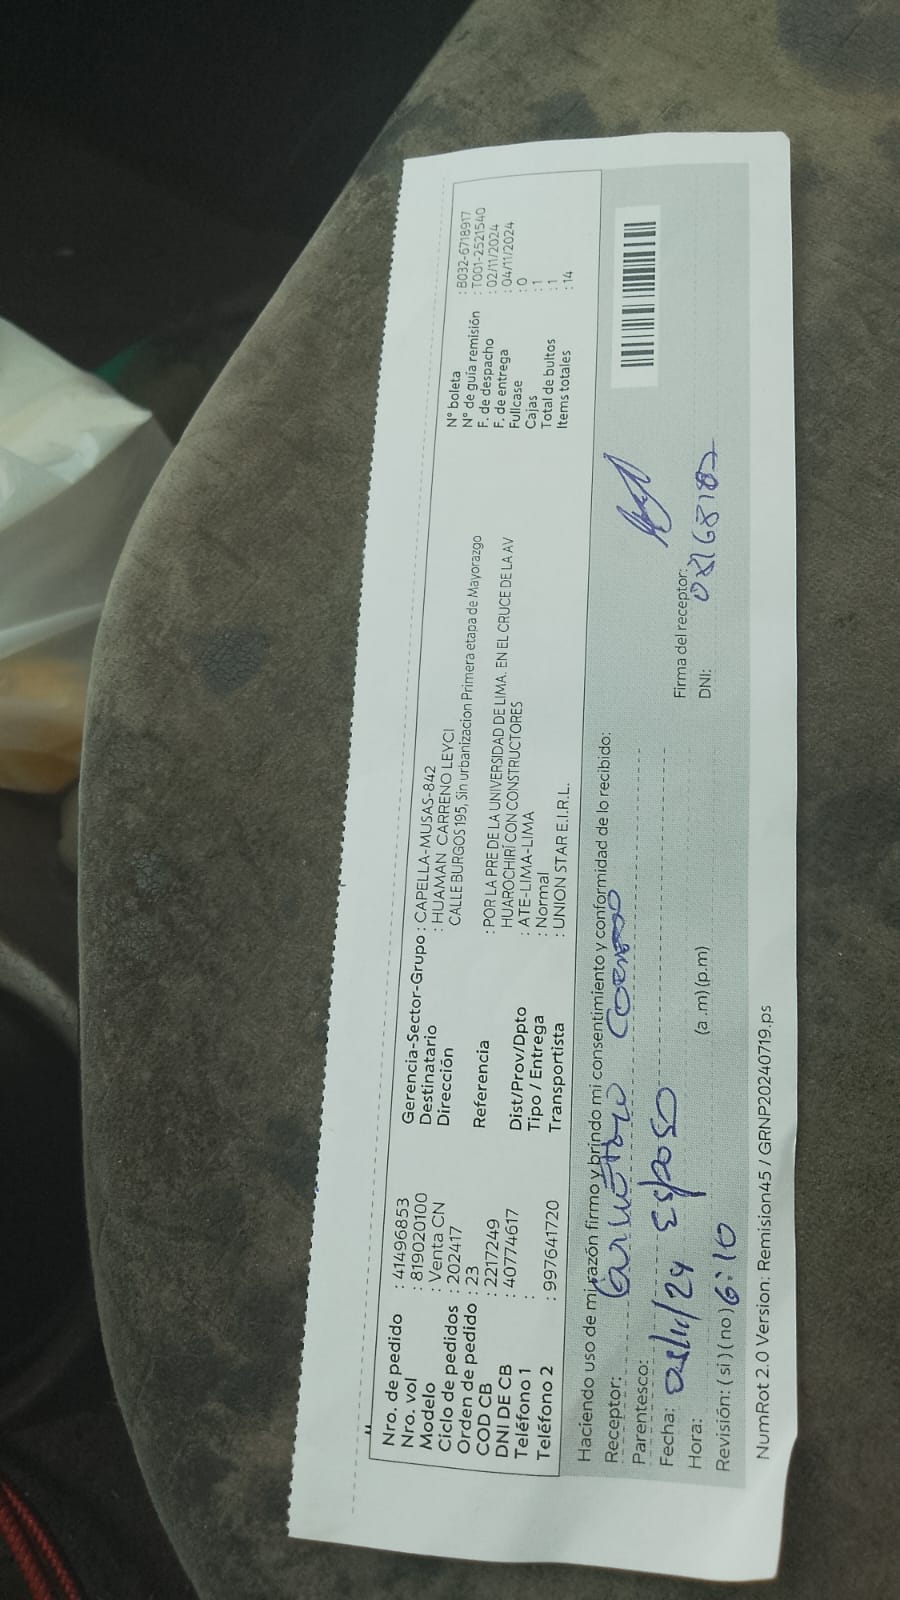 Nro. de pedido : 41496853
Nro. vol : 819020100
Modelo : Venta CN
Ciclo de pedidos : 202417
Orden de pedido : 23
COD CB : 2217249
DNI DE CB : 40774617
Teléfono 1 :
Teléfono 2 : 997641720
Gerencia-Sector-Grupo : CAPELLA-MUSAS-842
Destinatario : HUAMAN CARRENO LEYCI
Dirección CALLE BURGOS 195, Sin urbanizacion Primera etapa de Mayorazgo
Referencia : POR LA PRE DE LA UNIVERSIDAD DE LIMA. EN EL CRUCE DE LA AV
HUAROCHIRÍ CON CONSTRUCTORES
Dist/Prov/Dpto : ATE-LIMA-LIMA
Tipo / Entrega : Normal
Transportista : UNION STAR E.I.R.L.
N° boleta : B032-6718917
N° de guía remisión : T001-2521540
F. de despacho : 02/11/2024
F. de entrega : 04/11/2024
Fullcase : 0
Cajas : 1
Total de bultos : 1
Items totales : 14
Haciendo uso de mi razón firmo y brindo mi consentimiento y conformidad de lo recibido:
Receptor:
Parentesco: Esposo
Fecha: /24
Hora: 6:10 (a .m) (p.m)
Revisión: ( si ) ( no )
Firma del receptor:
DNI:
NumRot 2.0 Version: Remision45 / GRNP20240719.ps